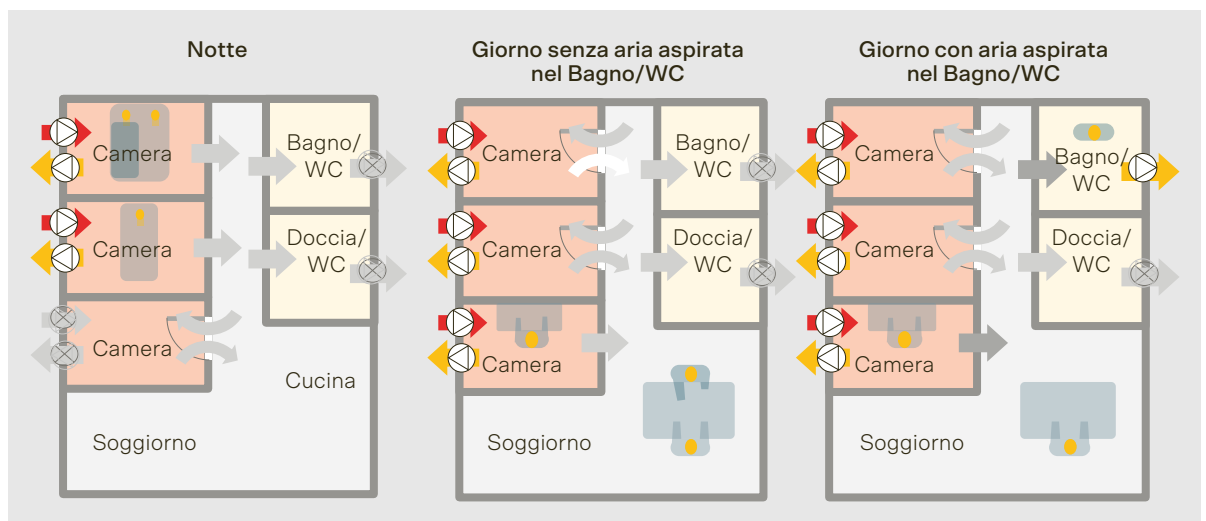 Notte
Camera
Bagno/
WC
Camera
Doccia/
WC
Camera
Cucina
Soggiorno
Giorno senza aria aspirata
nel Bagno/WC
Camera
Bagno/
WC
Camera
Doccia/
WC
Camera
Soggiorno
Giorno con aria aspirata
nel Bagno/WC
Camera
Bagno/
WC
Camera
Doccia/
WC
Camera
Soggiorno